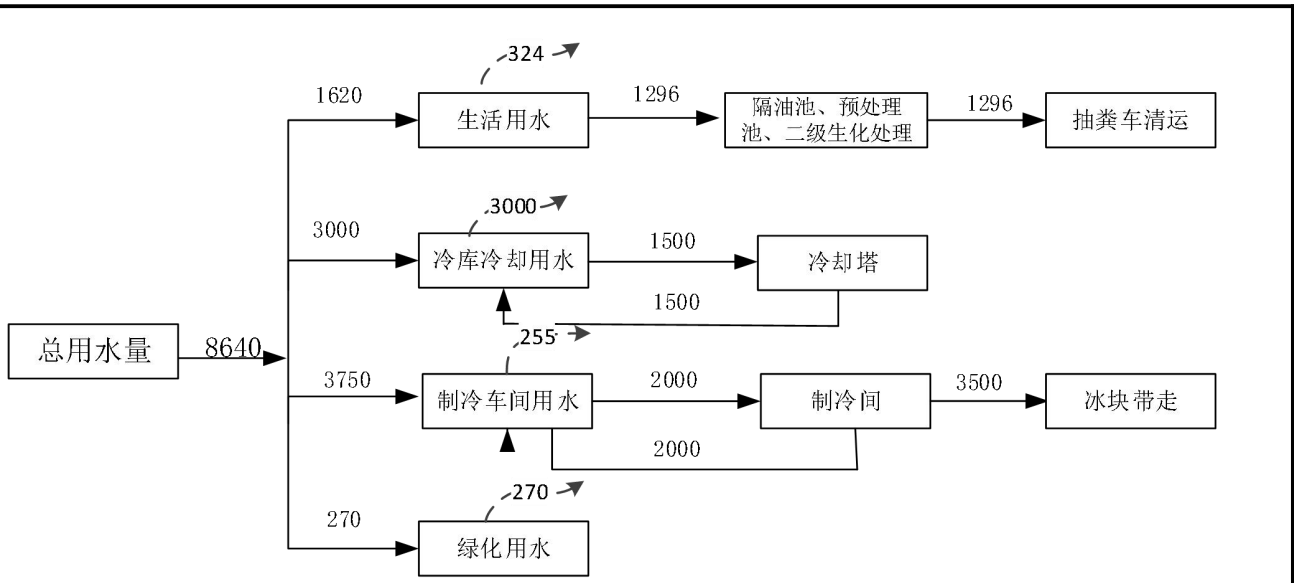 324
1620
生活用水
1296
隔油池、预处理
池、二级生化处理
1296
抽粪车清运
3000
3000
冷库冷却用水
1500
冷却塔
1500
总用水量
8640
255
3750
制冷车间用水
2000
制冷间
3500
冰块带走
2000
270
270
绿化用水